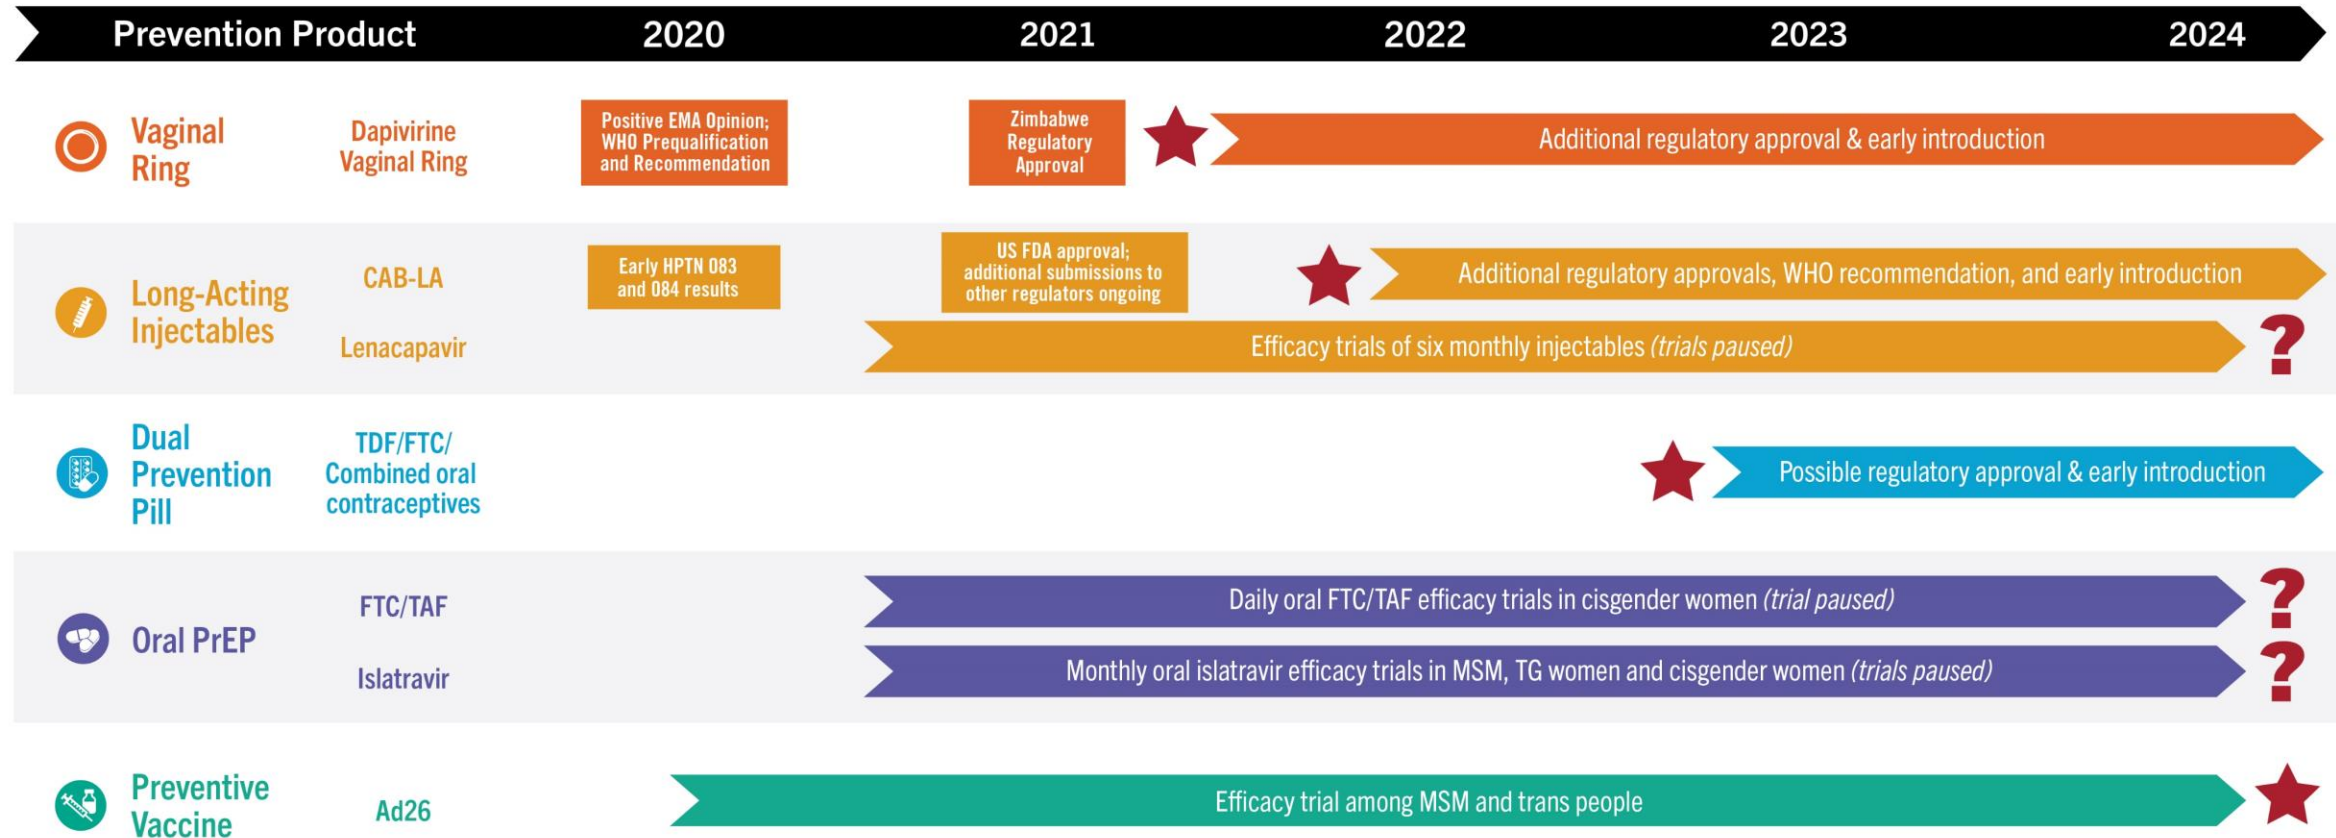 Prevention Product 2020 2021 2022 2023 2024
Vaginal
Ring
Dapivirine
Vaginal Ring
Positive EMA Opinion;
WHO Prequalification
and Recommendation
Zimbabwe
Regulatory
Approval
Additional regulatory approval & early introduction
Long-Acting
Injectables
CAB-LA
Early HPTN 083
and 084 results
US FDA approval;
additional submissions to
other regulators ongoing
Additional regulatory approvals, WHO recommendation, and early introduction
Lenacapavir
Efficacy trials of six monthly injectables (trials paused)
?
Dual
Prevention
Pill
TDF/FTC/
Combined oral
contraceptives
Possible regulatory approval & early introduction
Oral PrEP
FTC/TAF
Daily oral FTC/TAF efficacy trials in cisgender women (trial paused)
?
Islatravir
Monthly oral islatravir efficacy trials in MSM, TG women and cisgender women (trials paused)
?
Preventive
Vaccine
Ad26
Efficacy trial among MSM and trans people